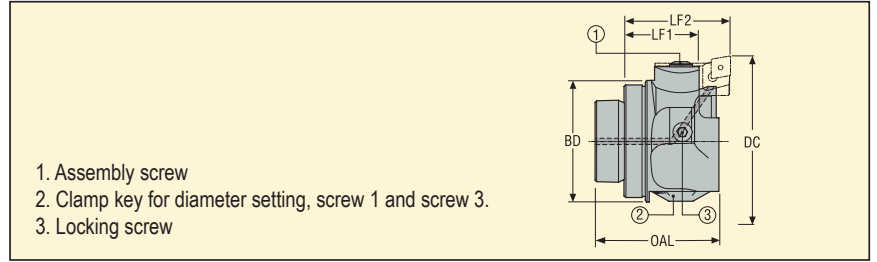 LF2
LF1
1
BD
DC
2
3
OAL
1. Assembly screw
2. Clamp key for diameter setting, screw 1 and screw 3.
3. Locking screw